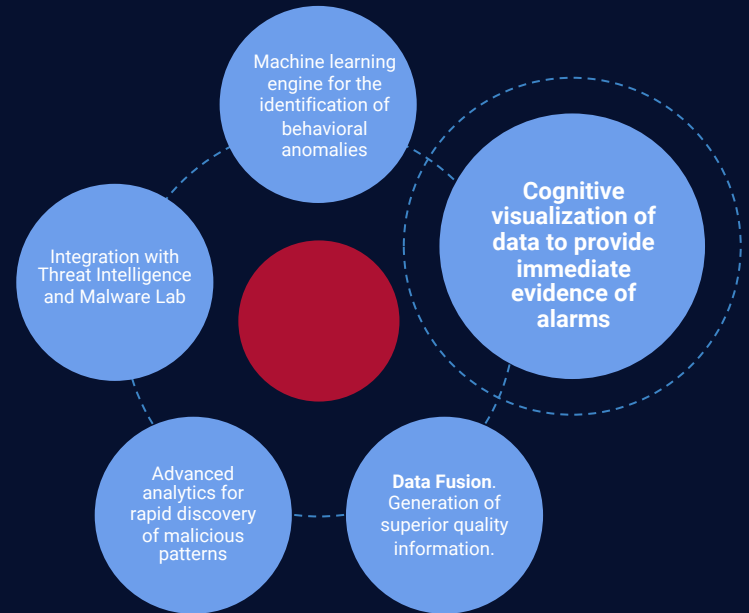 Machine learning
engine for the
identification of
behavioral
anomalies
Cognitive
visualization of
data to provide
immediate
evidence of
alarms
Integration with
Threat Intelligence
and Malware Lab
Advanced
analytics for
rapid discovery
of malicious
patterns
Data Fusion.
Generation of
superior quality
information.